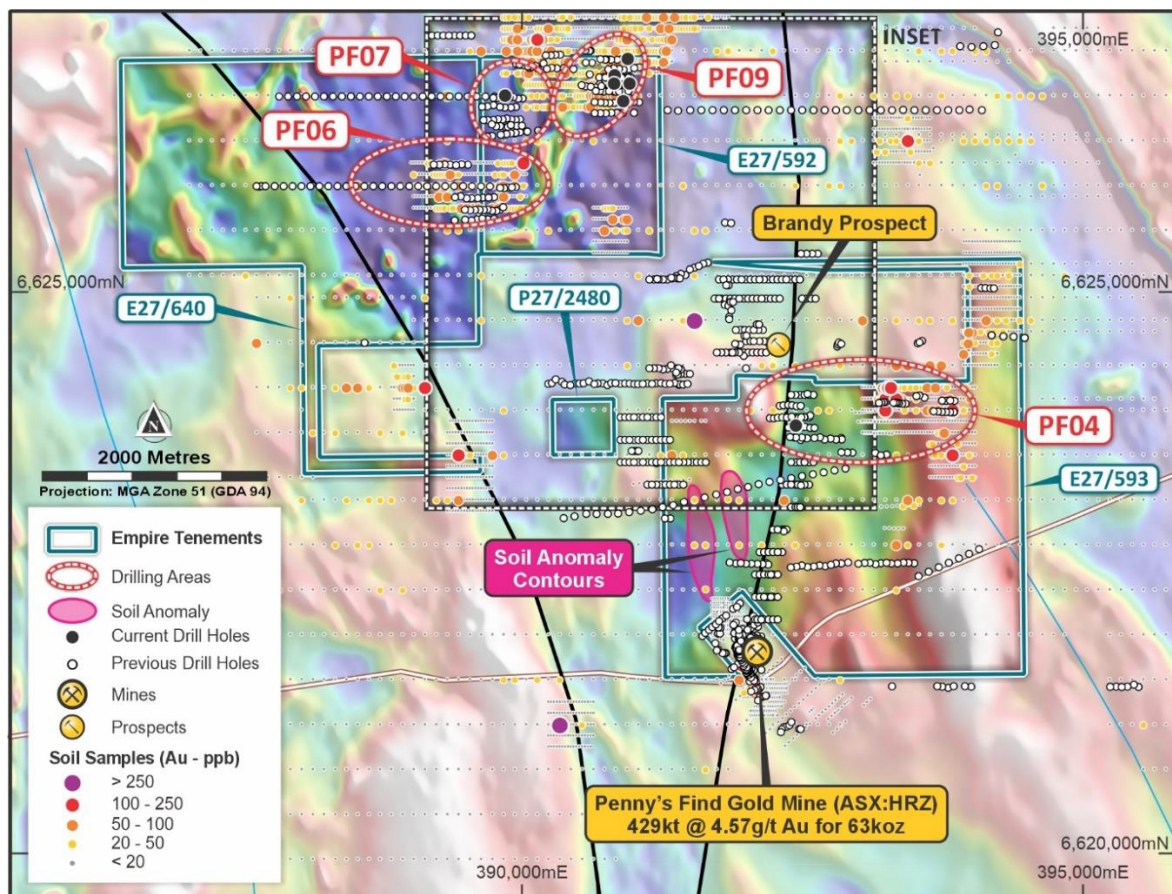 INSET
395,000mE
PF07
PF09
PF06
E27/592
Brandy Prospect
6,625,000mN
6,625,000mN
E27/640
P27/2480
PF04
N
2000 Metres
Projection: MGA Zone 51 (GDA 94)
E27/593
Empire Tenements
Drilling Areas
Soil Anomaly
Current Drill Holes
Previous Drill Holes
Mines
Prospects
Soil Samples (Au - ppb)
> 250
100 - 250
50 - 100
20 - 50
< 20
Soil Anomaly
Contours
Penny's Find Gold Mine (ASX:HRZ)
429kt @ 4.57g/t Au for 63koz
6,620,000mN
390,000mE
395,000mE